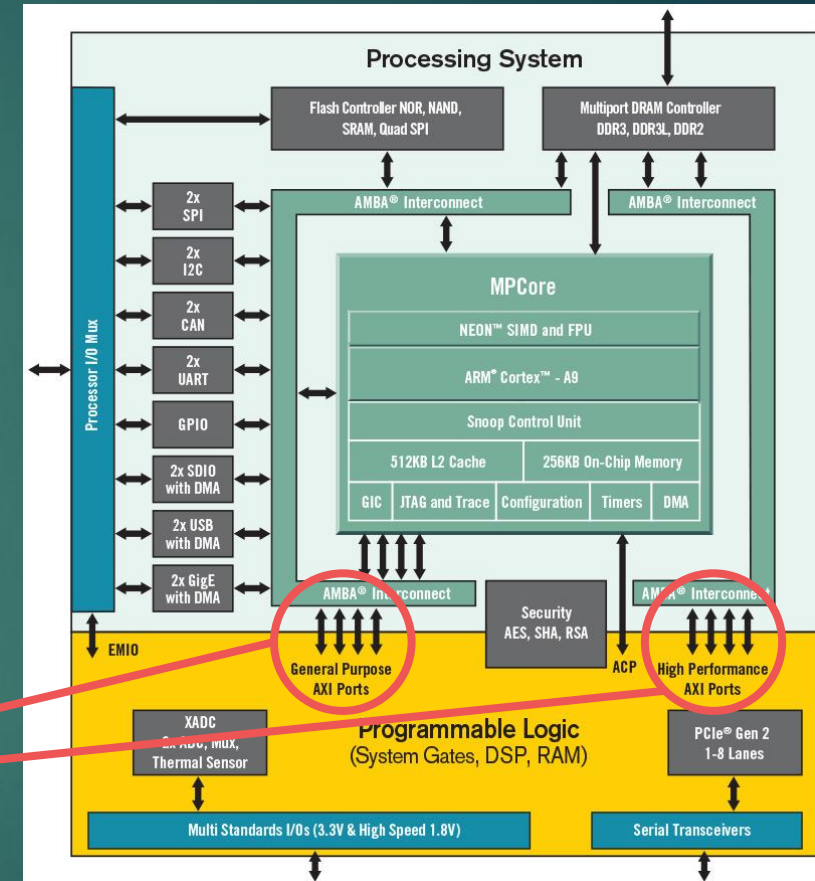 Processing System
Flash Controller NOR, NAND,
SRAM, Quad SPI
Multiport DRAM Controller
DDR3, DDR3L, DDR2
AMBA® Interconnect
AMBA® Interconnect
Processor I/O Mux
2x
SPI
2x
I2C
2x
CAN
2x
UART
GPIO
2x SDIO
with DMA
2x USB
with DMA
2x GigE
with DMA
MPCore
NEON™ SIMD and FPU
ARM® Cortex™ - A9
Snoop Control Unit
512KB L2 Cache
256KB On-Chip Memory
GIC
JTAG and Trace
Configuration
Timers
DMA
AMBA® Interconnect
AMBA® Interconnect
Security
AES, SHA, RSA
EMIO
General Purpose
AXI Ports
ACP
High Performance
AXI Ports
XADC
2x ADC, Mux,
Thermal Sensor
Programmable Logic
(System Gates, DSP, RAM)
PCIe® Gen 2
1-8 Lanes
Multi Standards I/Os (3.3V & High Speed 1.8V)
Serial Transceivers